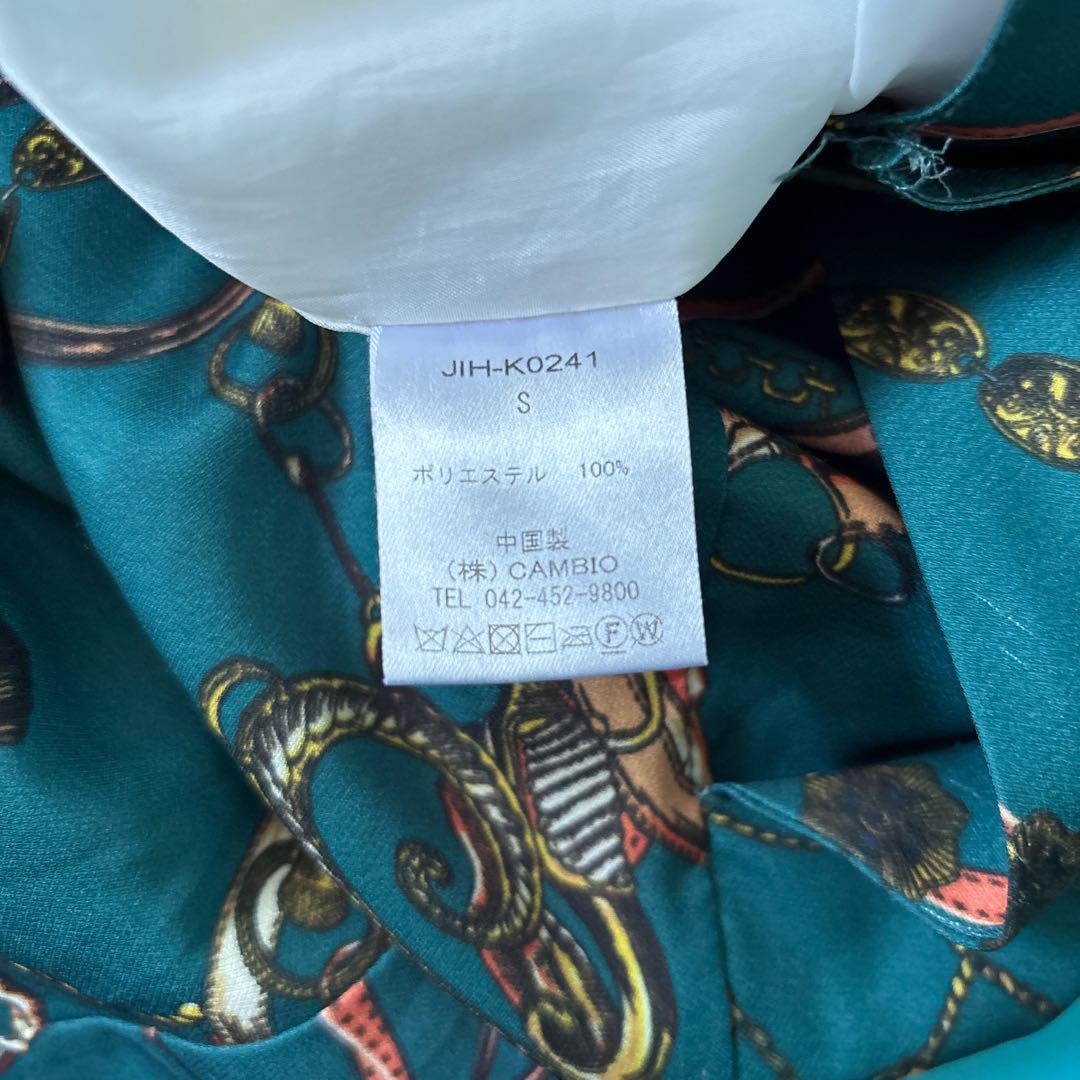 JIH-K0241
S
ポリエステル 100%
中国製
(株) CAMBIO
TEL 042-452-9800
F W